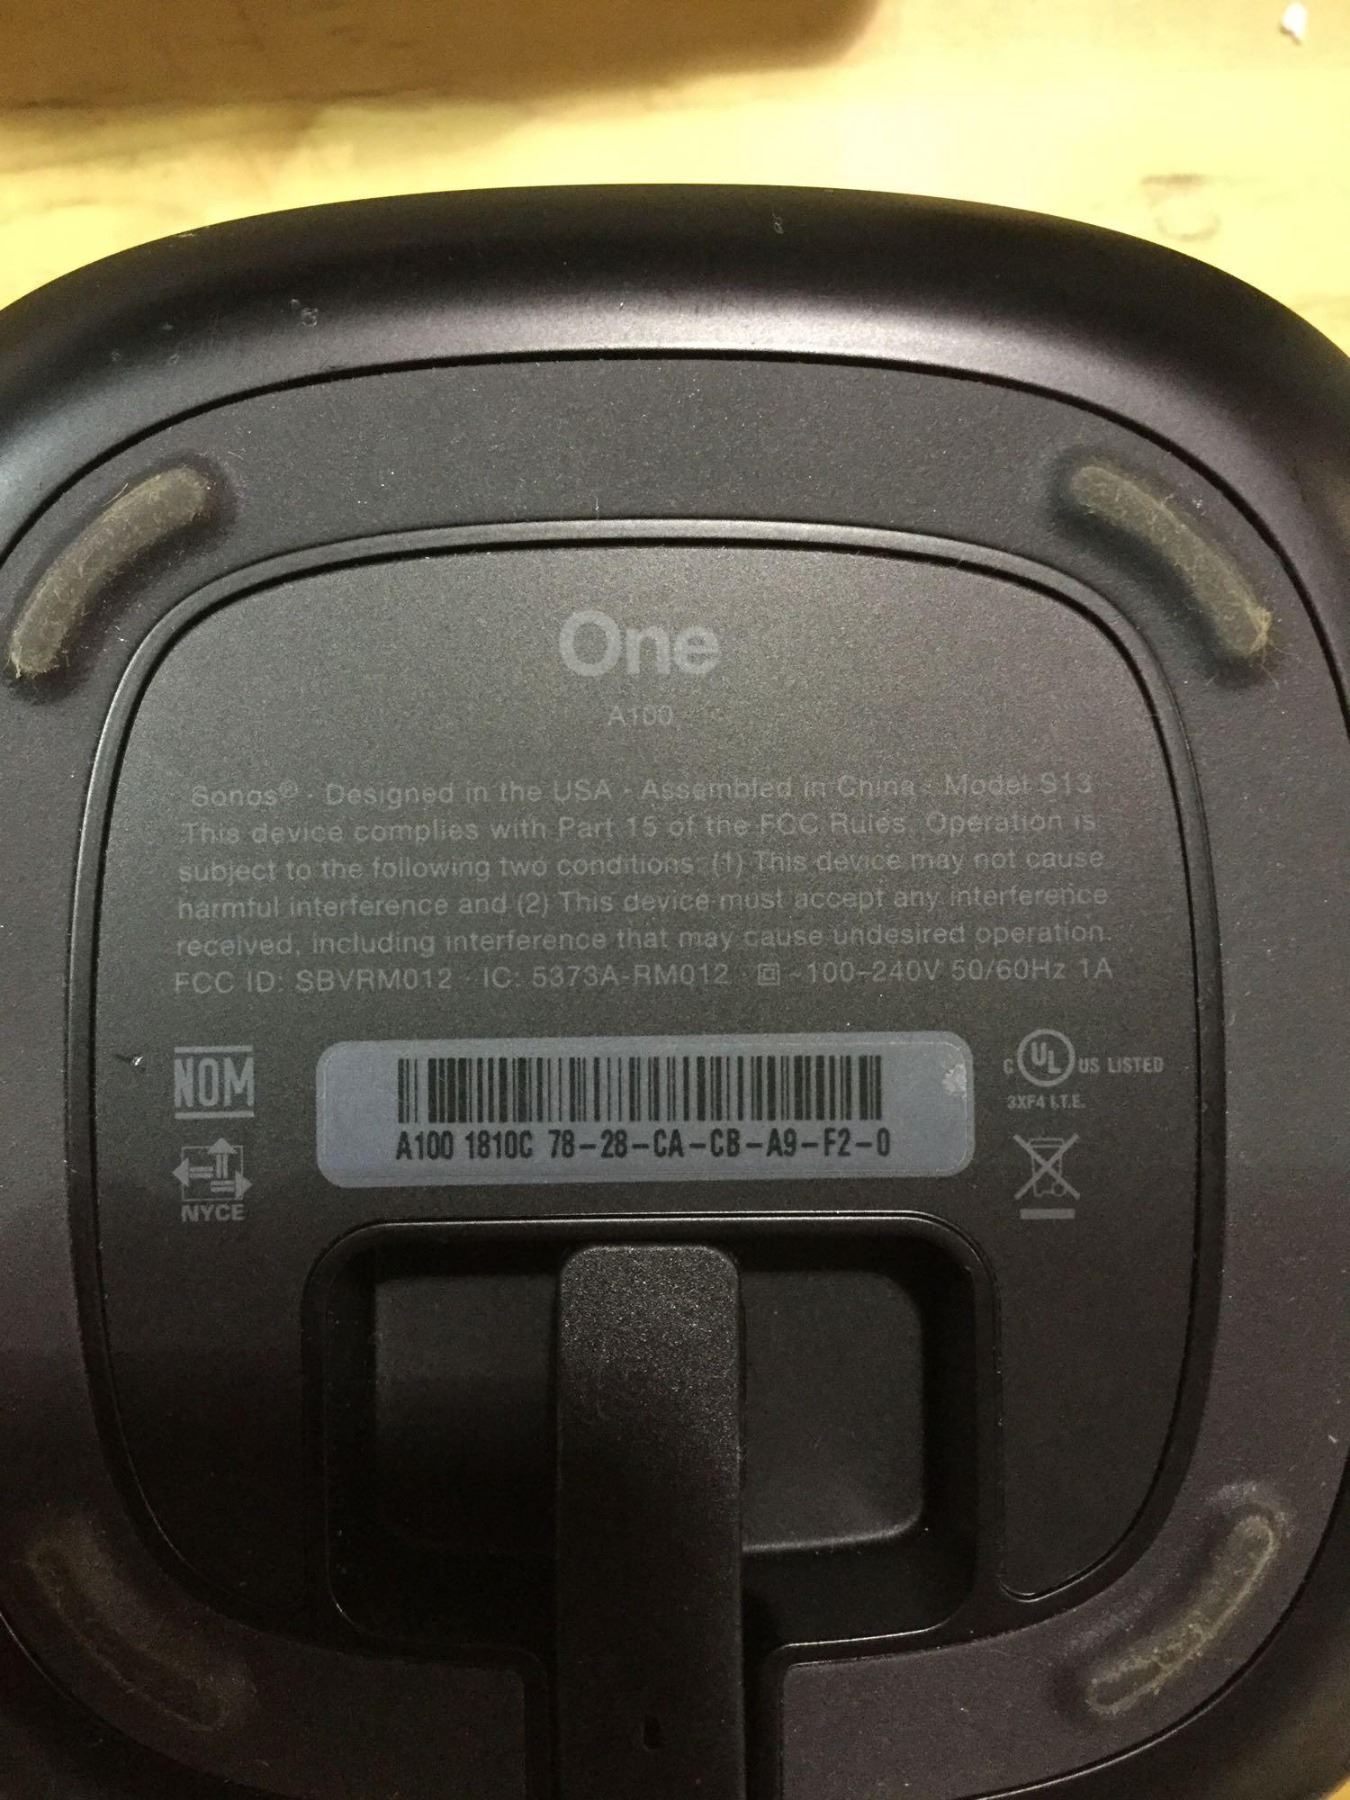 One
A100
Sonos® · Designed in the USA · Assembled in China · Model S13
This device complies with Part 15 of the FCC Rules. Operation is
subject to the following two conditions: (1) This device may not cause
harmful interference and (2) This device must accept any interference
received, including interference that may cause undesired operation.
FCC ID: SBVRM012 · IC: 5373A-RM012 ~100-240V 50/60Hz 1A
NOM
A100 1810C 78-28-CA-CB-A9-F2-0
C UL US LISTED
3XF4 I.T.E.
NYCE